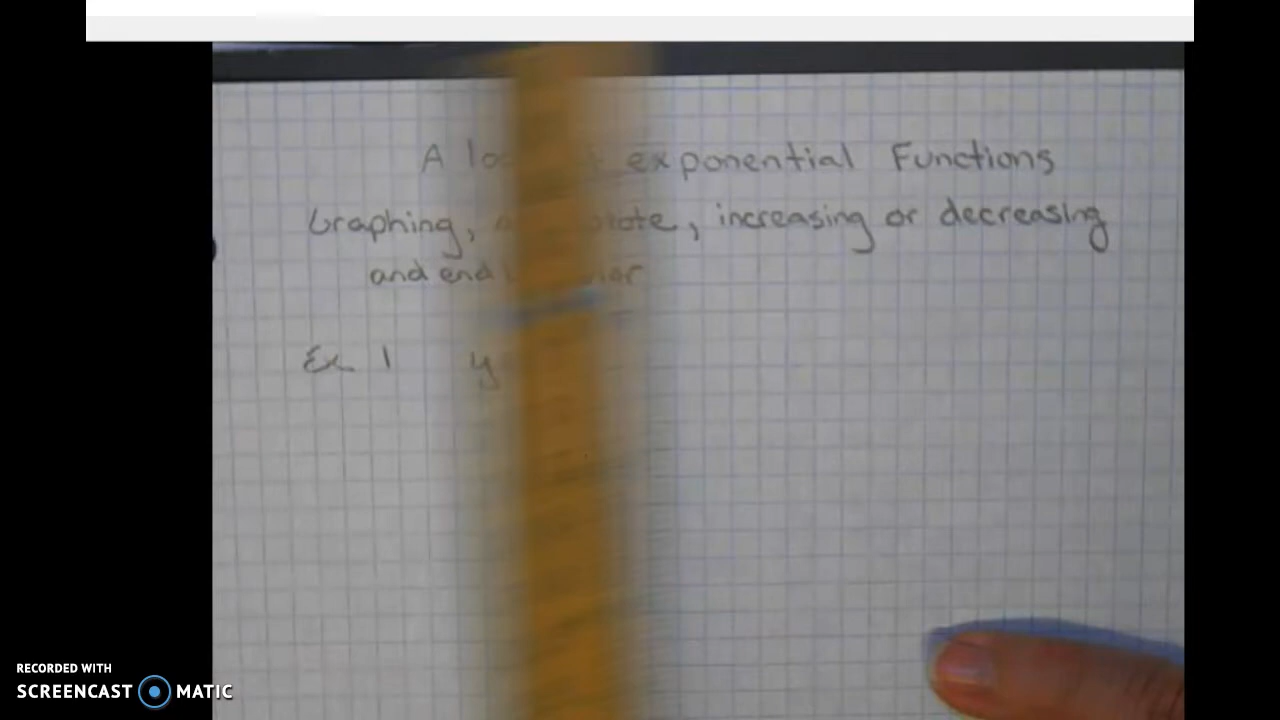 A exponential Functions
Graphing, increasing or decreasing
and end
Ex 1 y
RECORDED WITH
SCREENCAST MATIC